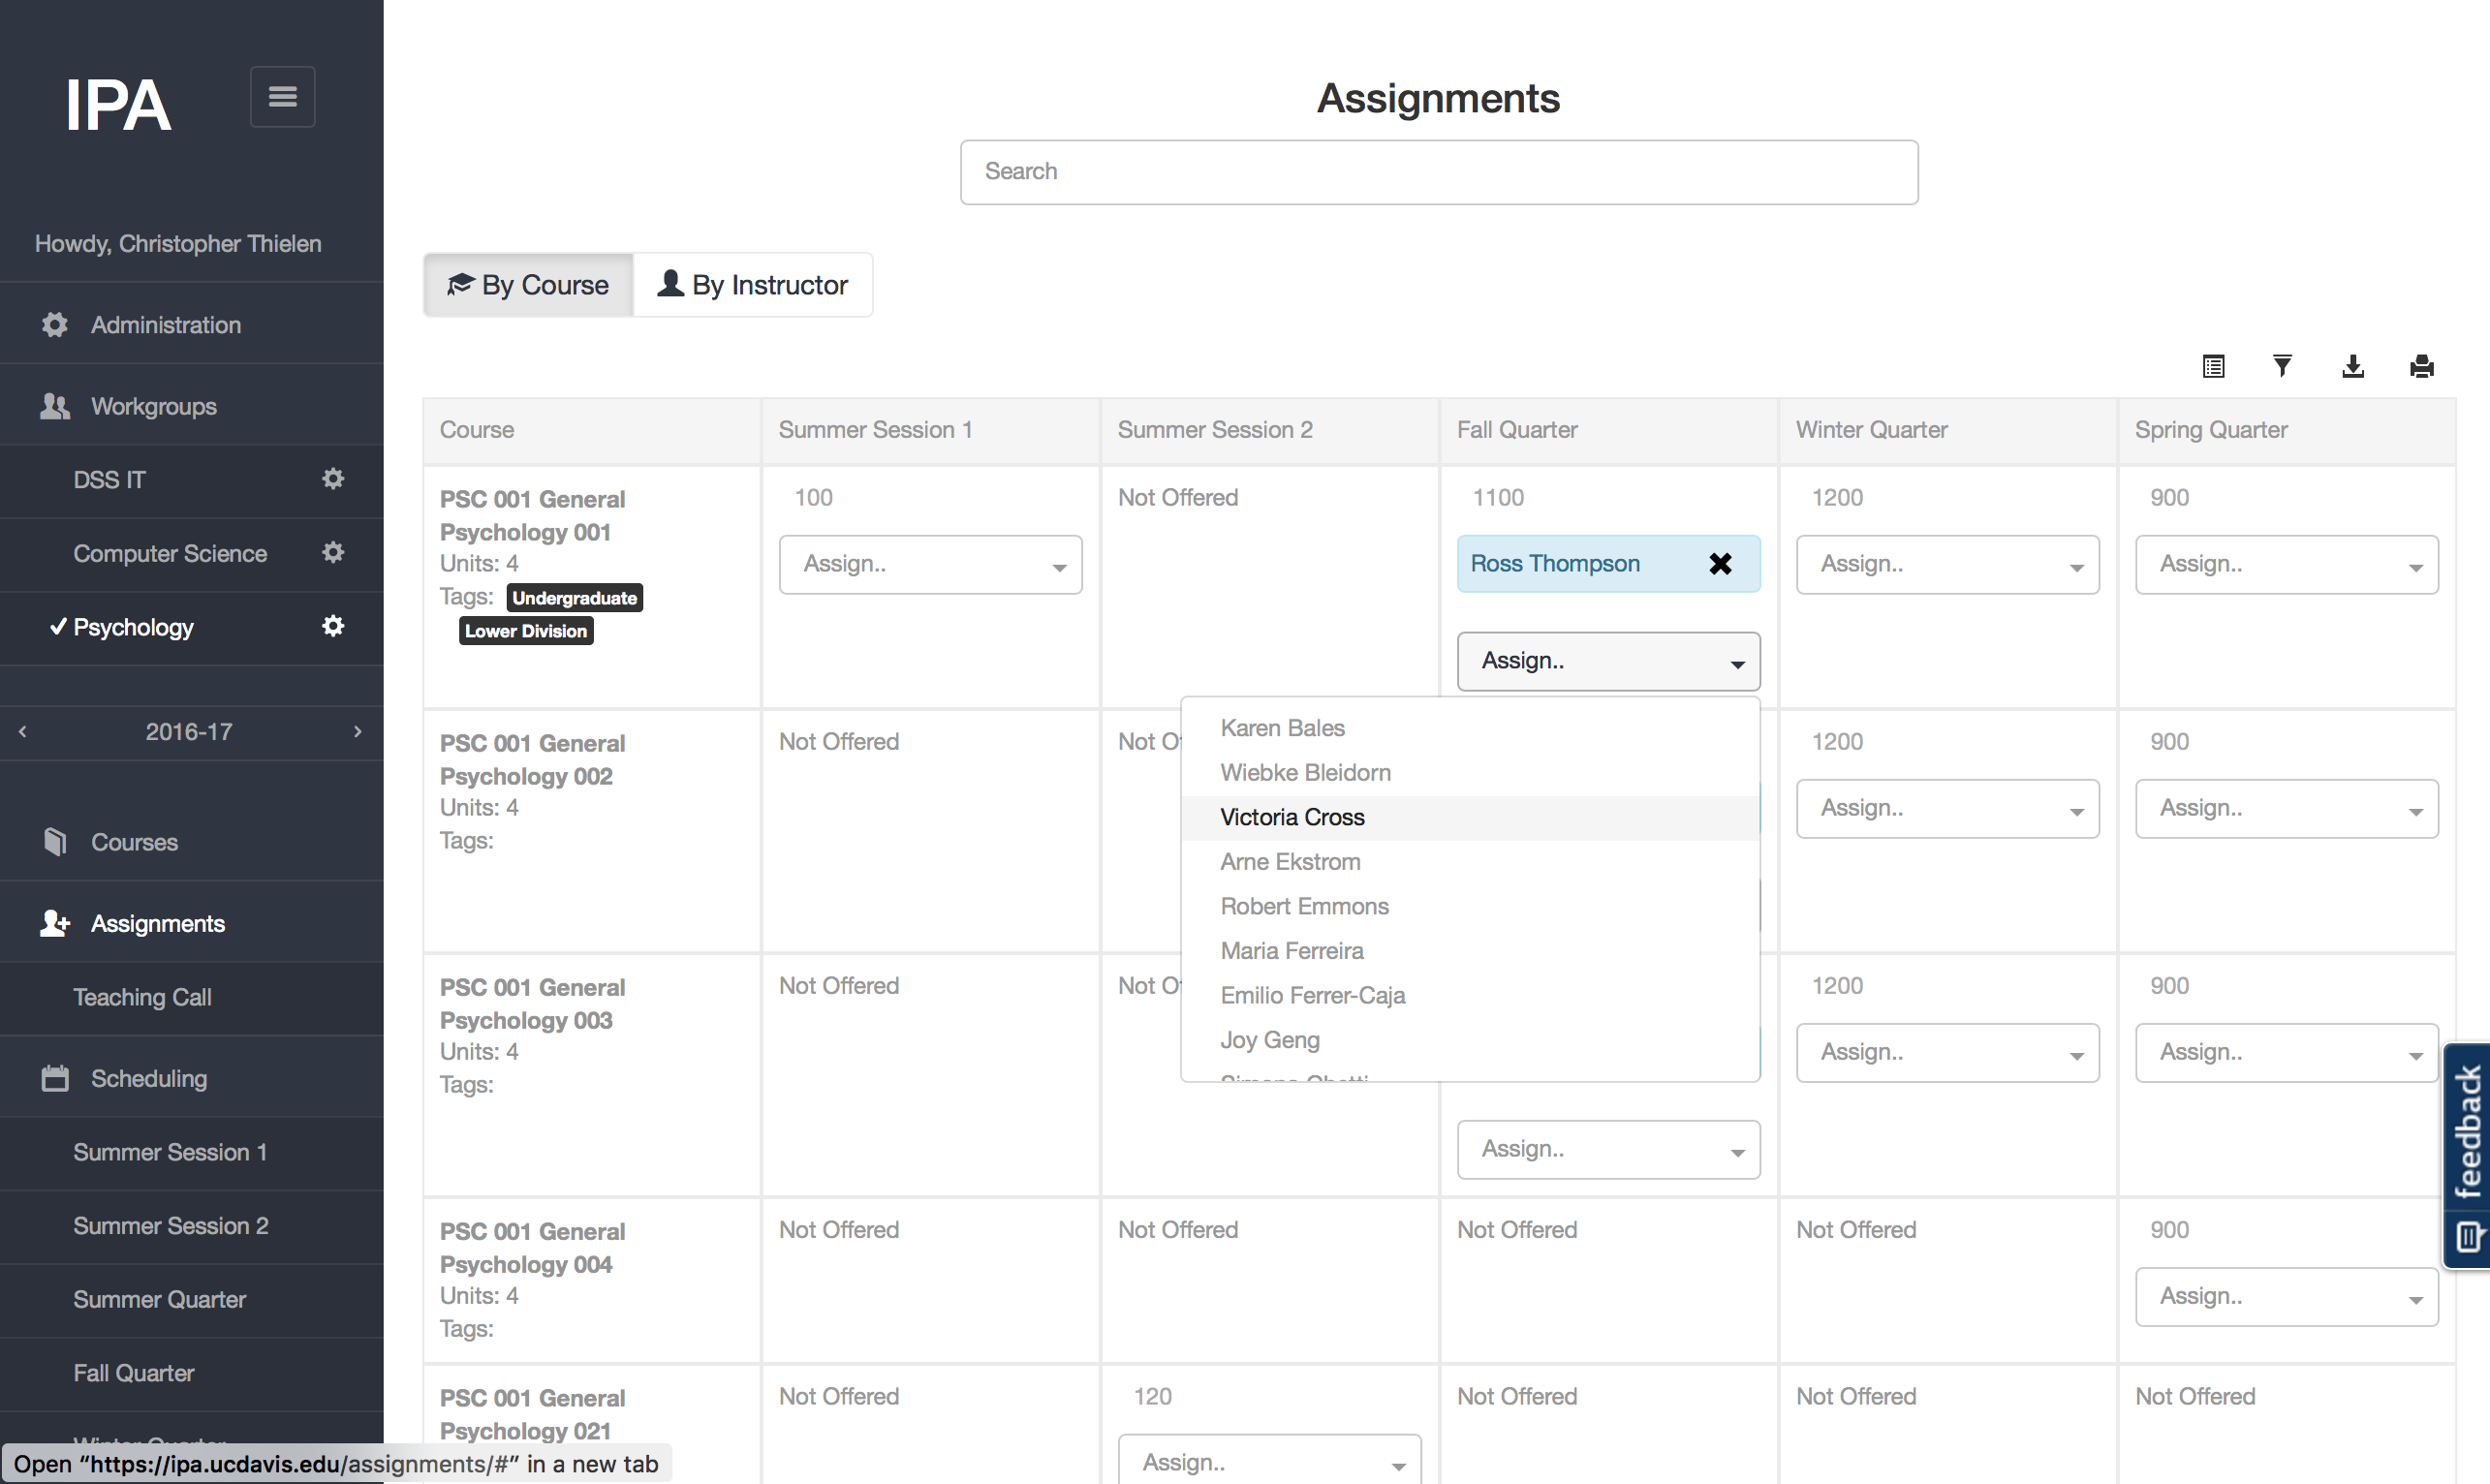 IPA
Howdy, Christopher Thielen
Administration
Workgroups
DSS IT
Computer Science
Psychology
2016-17
Courses
Assignments
Teaching Call
Scheduling
Summer Session 1
Summer Session 2
Summer Quarter
Fall Quarter
Open “https://ipa.ucdavis.edu/assignments/#” in a new tab
Assignments
Search
By Course By Instructor
Course Summer Session 1 Summer Session 2 Fall Quarter Winter Quarter Spring Quarter
PSC 001 General
Psychology 001
Units: 4
Tags: Undergraduate
Lower Division
100
Assign..
Not Offered
1100
Ross Thompson
Assign..
1200
Assign..
900
Assign..
Karen Bales
Wiebke Bleidorn
Victoria Cross
Arne Ekstrom
Robert Emmons
Maria Ferreira
Emilio Ferrer-Caja
Joy Geng
PSC 001 General
Psychology 002
Units: 4
Tags:
Not Offered
Not
1200
Assign..
900
Assign..
PSC 001 General
Psychology 003
Units: 4
Tags:
Not Offered
Not
Assign..
1200
Assign..
900
Assign..
PSC 001 General
Psychology 004
Units: 4
Tags:
Not Offered
Not Offered
Not Offered
Not Offered
900
Assign..
PSC 001 General
Psychology 021
Not Offered
120
Assign..
Not Offered
Not Offered
Not Offered
feedback